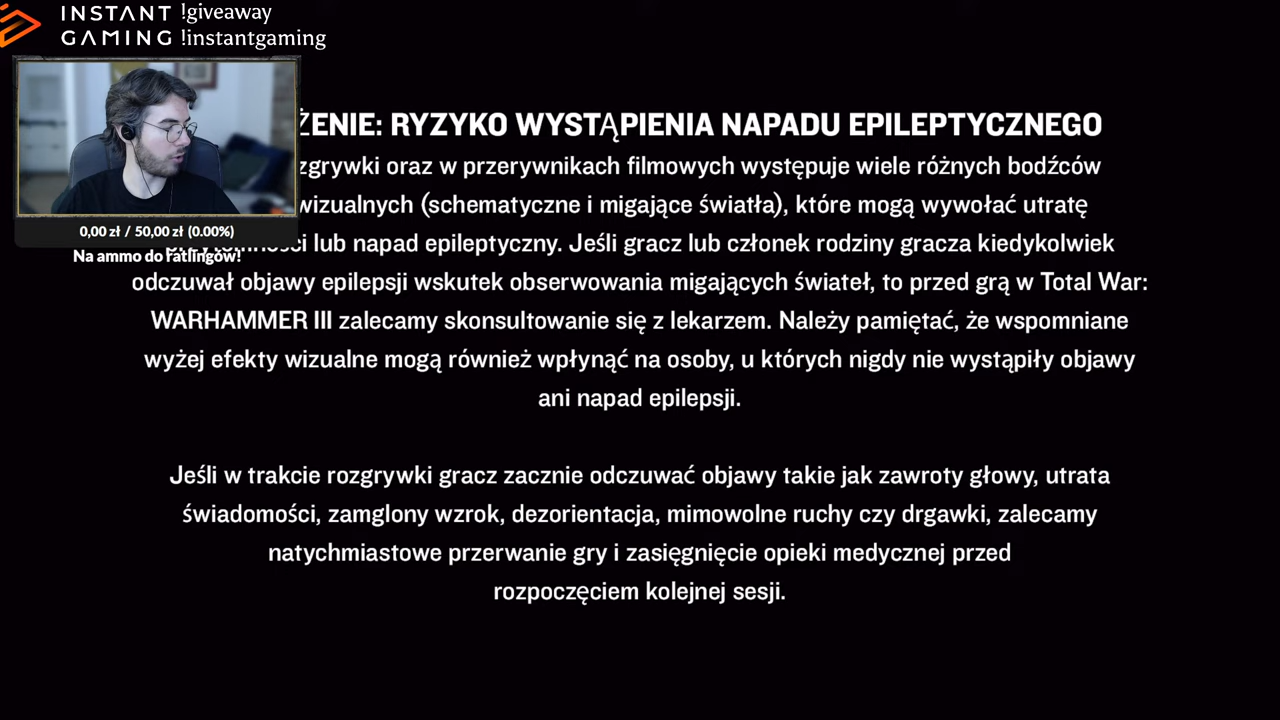 INSTANT GAMING
!giveaway
!instantgaming
ŻENIE: RYZYKO WYSTĄPIENIA NAPADU EPILEPTYCZNEGO
zgrywki oraz w przerywnikach filmowych występuje wiele różnych bodźców
wizualnych (schematyczne i migające światła), które mogą wywołać utratę
0,00 zł / 50,00 zł (0.00%)
lub napad epileptyczny. Jeśli gracz lub członek rodziny gracza kiedykolwiek
Na ammo do ratlingów!
odczuwał objawy epilepsji wskutek obserwowania migających świateł, to przed grą w Total War:
WARHAMMER III zalecamy skonsultowanie się z lekarzem. Należy pamiętać, że wspomniane
wyżej efekty wizualne mogą również wpłynąć na osoby, u których nigdy nie wystąpiły objawy
ani napad epilepsji.
Jeśli w trakcie rozgrywki gracz zacznie odczuwać objawy takie jak zawroty głowy, utrata
świadomości, zamglony wzrok, dezorientacja, mimowolne ruchy czy drgawki, zalecamy
natychmiastowe przerwanie gry i zasięgnięcie opieki medycznej przed
rozpoczęciem kolejnej sesji.